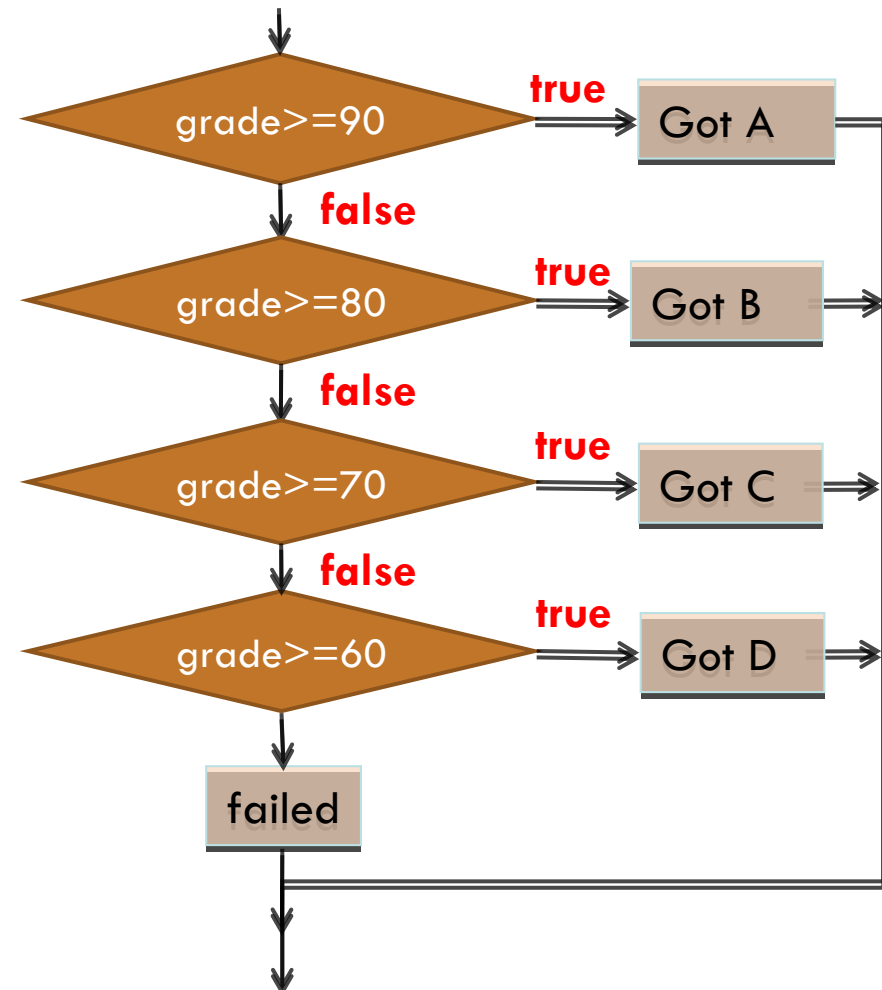 true
grade>=90
Got A
false
true
grade>=80
Got B
false
true
grade>=70
Got C
false
true
grade>=60
Got D
failed